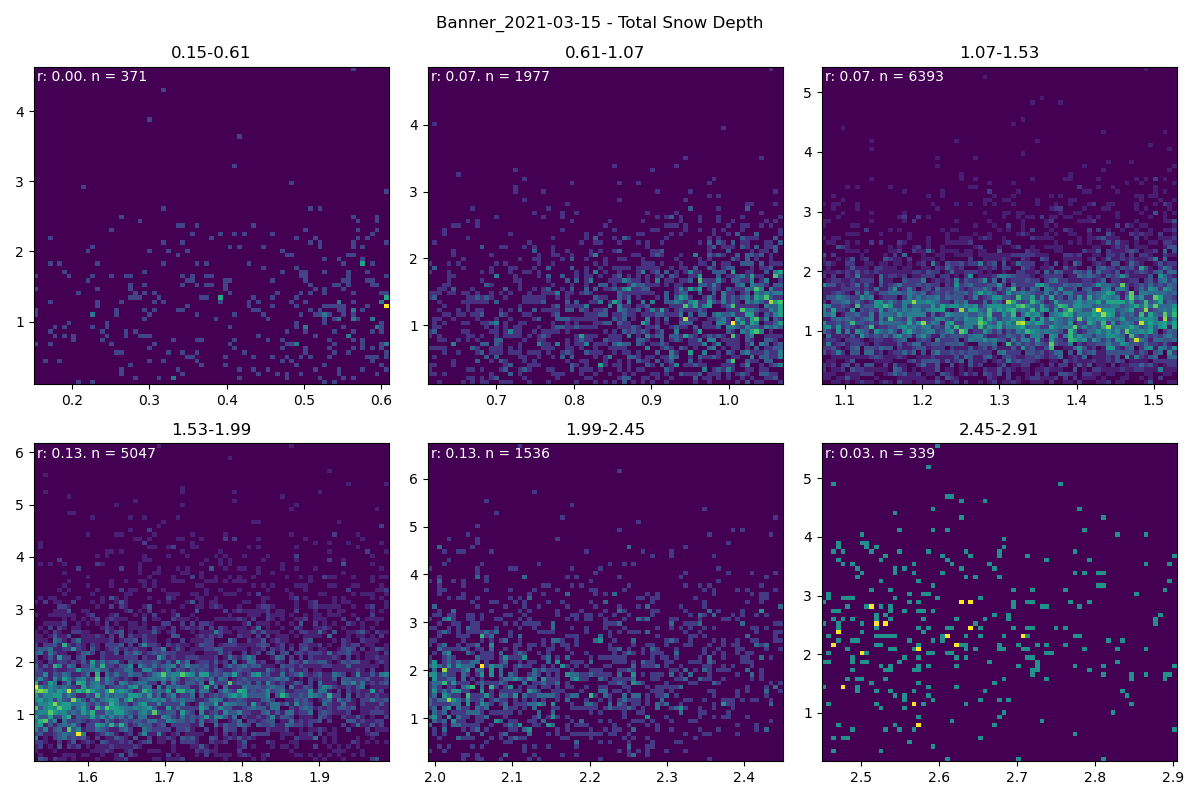 Banner_2021-03-15 - Total Snow Depth
0.15-0.61
r: 0.00. n = 371
4
3
2
1
0.2 0.3 0.4 0.5 0.6
0.61-1.07
r: 0.07. n = 1977
4
3
2
1
0.7 0.8 0.9 1.0
1.07-1.53
r: 0.07. n = 6393
5
4
3
2
1
1.1 1.2 1.3 1.4 1.5
1.53-1.99
r: 0.13. n = 5047
6
5
4
3
2
1
1.6 1.7 1.8 1.9
1.99-2.45
r: 0.13. n = 1536
6
5
4
3
2
1
2.0 2.1 2.2 2.3 2.4
2.45-2.91
r: 0.03. n = 339
5
4
3
2
1
2.5 2.6 2.7 2.8 2.9